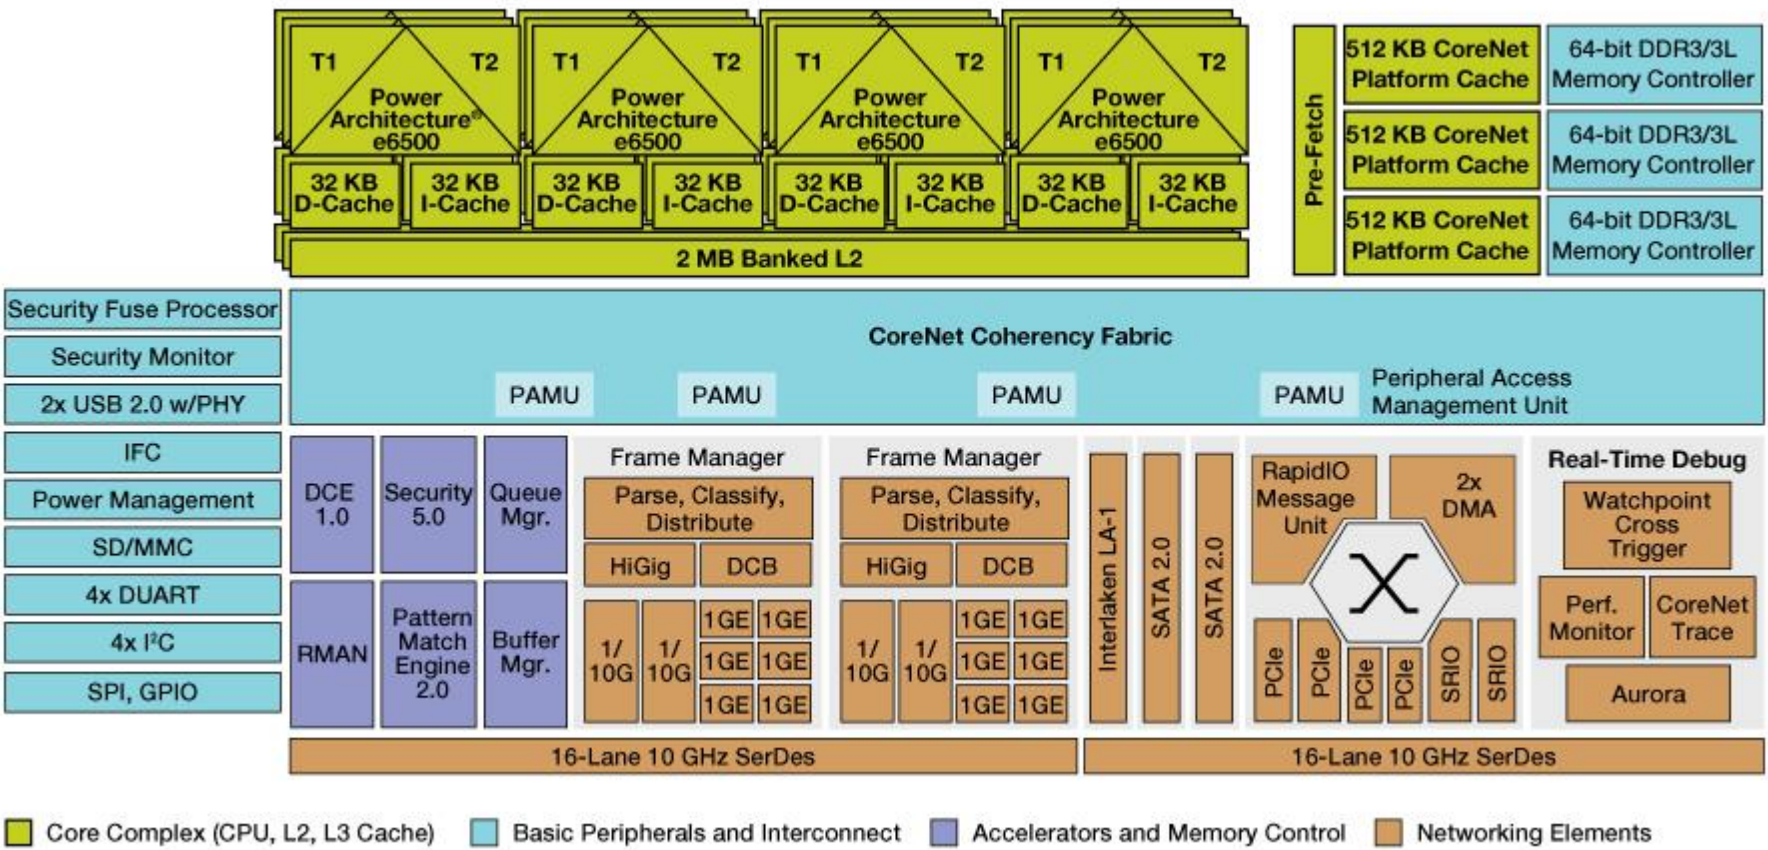 T1 T2 T1 T2 T1 T2 T1 T2
Power
Architecture®
e6500
Power
Architecture
e6500
Power
Architecture
e6500
Power
Architecture
e6500
32 KB
D-Cache
32 KB
I-Cache
32 KB
D-Cache
32 KB
I-Cache
32 KB
D-Cache
32 KB
I-Cache
32 KB
D-Cache
32 KB
I-Cache
2 MB Banked L2
Pre-Fetch
512 KB CoreNet
Platform Cache
64-bit DDR3/3L
Memory Controller
512 KB CoreNet
Platform Cache
64-bit DDR3/3L
Memory Controller
512 KB CoreNet
Platform Cache
64-bit DDR3/3L
Memory Controller
Security Fuse Processor
Security Monitor
2x USB 2.0 w/PHY
IFC
Power Management
SD/MMC
4x DUART
4x I²C
SPI, GPIO
CoreNet Coherency Fabric
PAMU
PAMU
PAMU
PAMU
Peripheral Access
Management Unit
DCE
1.0
Security
5.0
Queue
Mgr.
RMAN
Pattern
Match
Engine
2.0
Buffer
Mgr.
Frame Manager
Parse, Classify,
Distribute
HiGig
DCB
1/
10G
1/
10G
1GE 1GE
1GE 1GE
1GE 1GE
Frame Manager
Parse, Classify,
Distribute
HiGig
DCB
1/
10G
1/
10G
1GE 1GE
1GE 1GE
1GE 1GE
Interlaken LA-1
SATA 2.0
SATA 2.0
RapidIO
Message
Unit
2x
DMA
PCIe
PCIe
PCIe
PCIe
SRIO
SRIO
Real-Time Debug
Watchpoint
Cross
Trigger
Perf.
Monitor
CoreNet
Trace
Aurora
16-Lane 10 GHz SerDes
16-Lane 10 GHz SerDes
Core Complex (CPU, L2, L3 Cache)
Basic Peripherals and Interconnect
Accelerators and Memory Control
Networking Elements